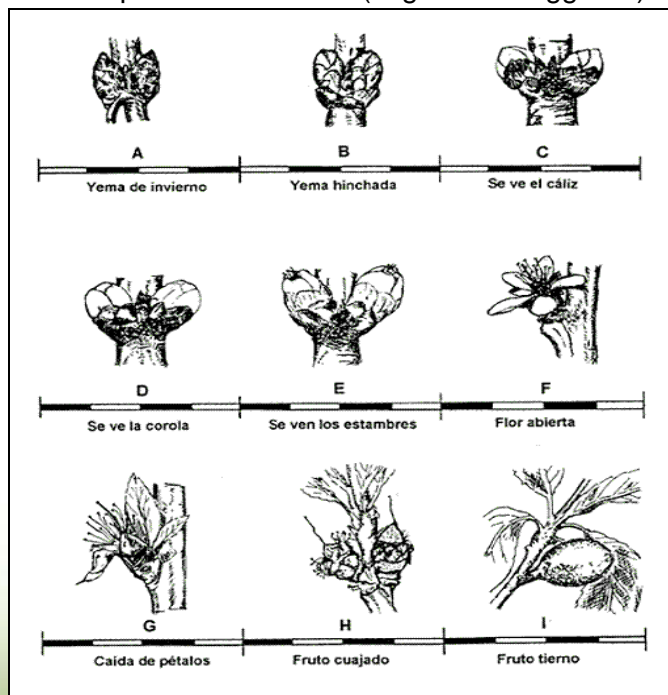 A B C
Yema de invierno Yema hinchada Se ve el cáliz
D E F
Se ve la corola Se ven los estambres Flor abierta
G H I
Caída de pétalos Fruto cuajado Fruto tierno